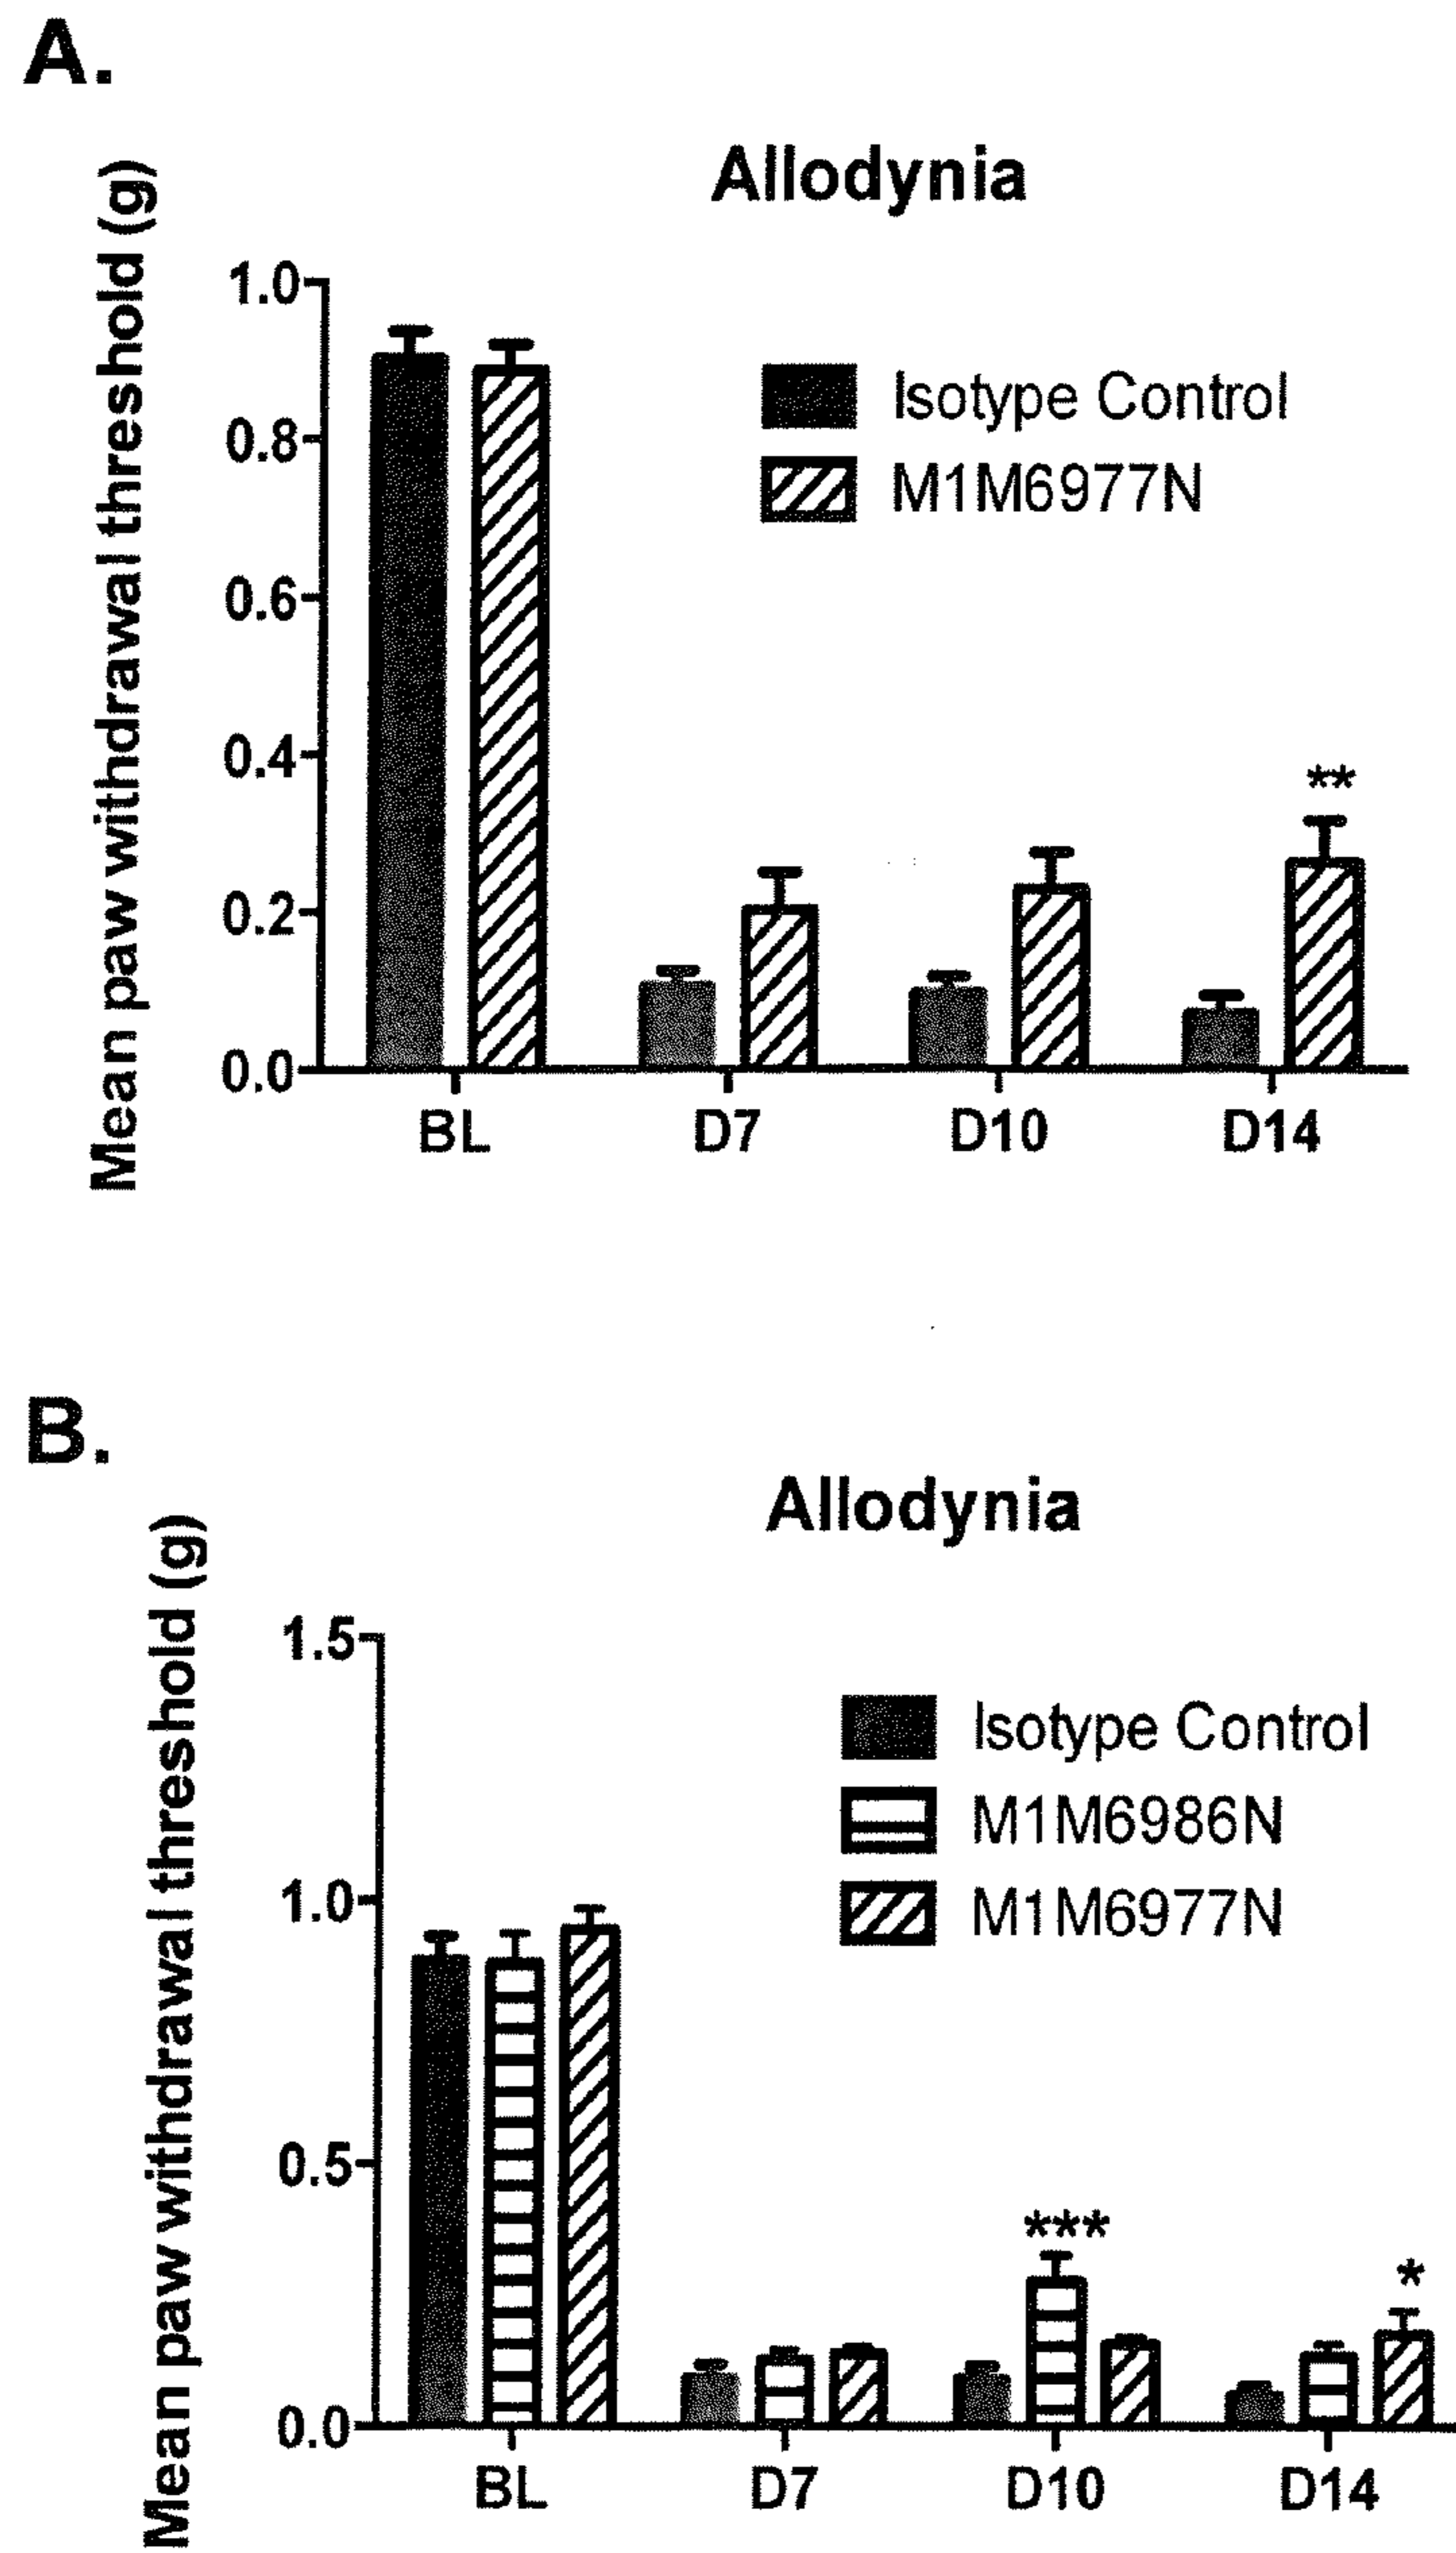 A.
Allodynia
Mean paw withdrawal threshold (g)
1.0
0.8
0.6
0.4
0.2
0.0
Isotype Control
M1M6977N
**
BL D7 D10 D14
B.
Allodynia
Mean paw withdrawal threshold (g)
1.5
1.0
0.5
0.0
Isotype Control
M1M6986N
M1M6977N
***
*
BL D7 D10 D14